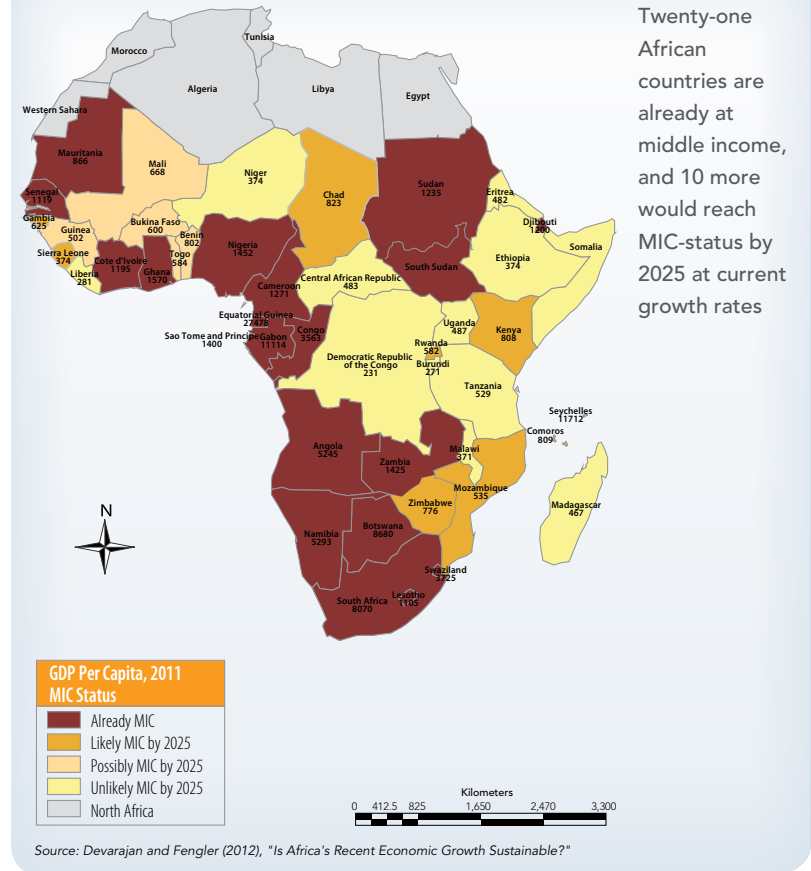 Twenty-one
African
countries are
already at
middle income,
and 10 more
would reach
MIC-status by
2025 at current
growth rates
Morocco
Tunisia
Algeria
Libya
Egypt
Western Sahara
Mauritania
866
Mali
668
Niger
374
Chad
823
Sudan
1235
Eritrea
482
Senegal
1119
Gambia
625
Guinea
502
Burkina Faso
600
Benin
802
Togo
584
Nigeria
1452
Djibouti
1200
Somalia
Sierra Leone
374
Liberia
281
Cote d'Ivoire
1195
Ghana
1570
Cameroon
1271
Central African Republic
483
South Sudan
Ethiopia
374
Equatorial Guinea
27478
Sao Tome and Principe
1400
Gabon
11114
Congo
3563
Uganda
487
Kenya
808
Rwanda
582
Burundi
271
Democratic Republic
of the Congo
231
Tanzania
529
Seychelles
11712
Comoros
809
Angola
5245
Zambia
1425
Malawi
371
Mozambique
535
Zimbabwe
776
Madagascar
467
Namibia
5293
Botswana
8680
Swaziland
3725
South Africa
8070
Lesotho
1105
N
GDP Per Capita, 2011
MIC Status
Already MIC
Likely MIC by 2025
Possibly MIC by 2025
Unlikely MIC by 2025
North Africa
Kilometers
0 412.5 825 1,650 2,470 3,300
Source: Devarajan and Fengler (2012), "Is Africa's Recent Economic Growth Sustainable?"